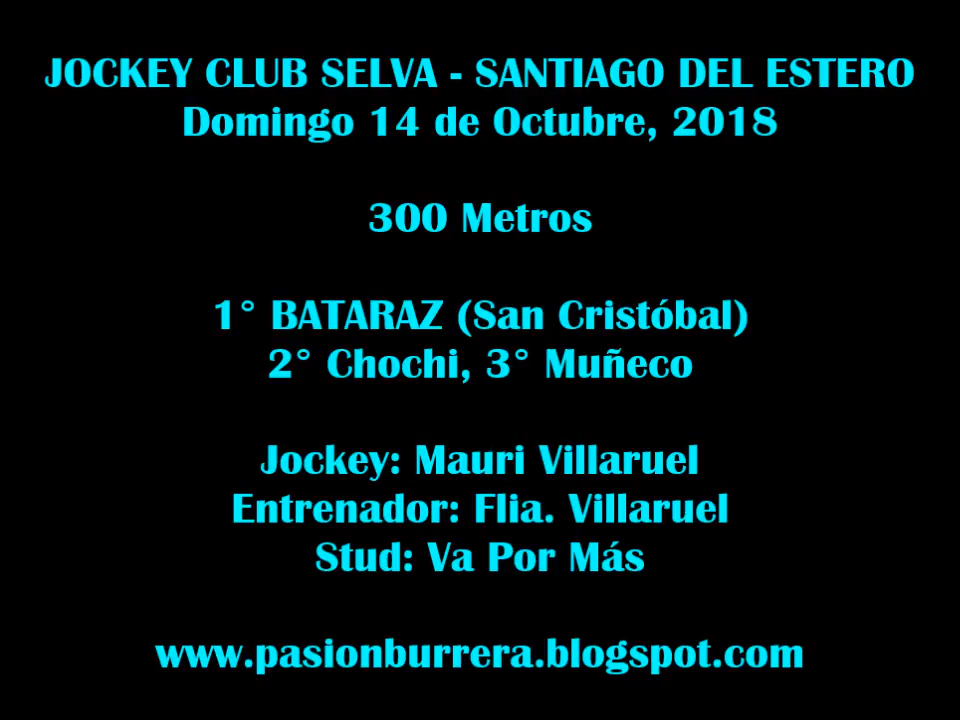 JOCKEY CLUB SELVA - SANTIAGO DEL ESTERO
Domingo 14 de Octubre, 2018
300 Metros
1° BATARAZ (San Cristóbal)
2° Chochi, 3° Muñeco
Jockey: Mauri Villaruel
Entrenador: Flia. Villaruel
Stud: Va Por Más
www.pasionburrera.blogspot.com